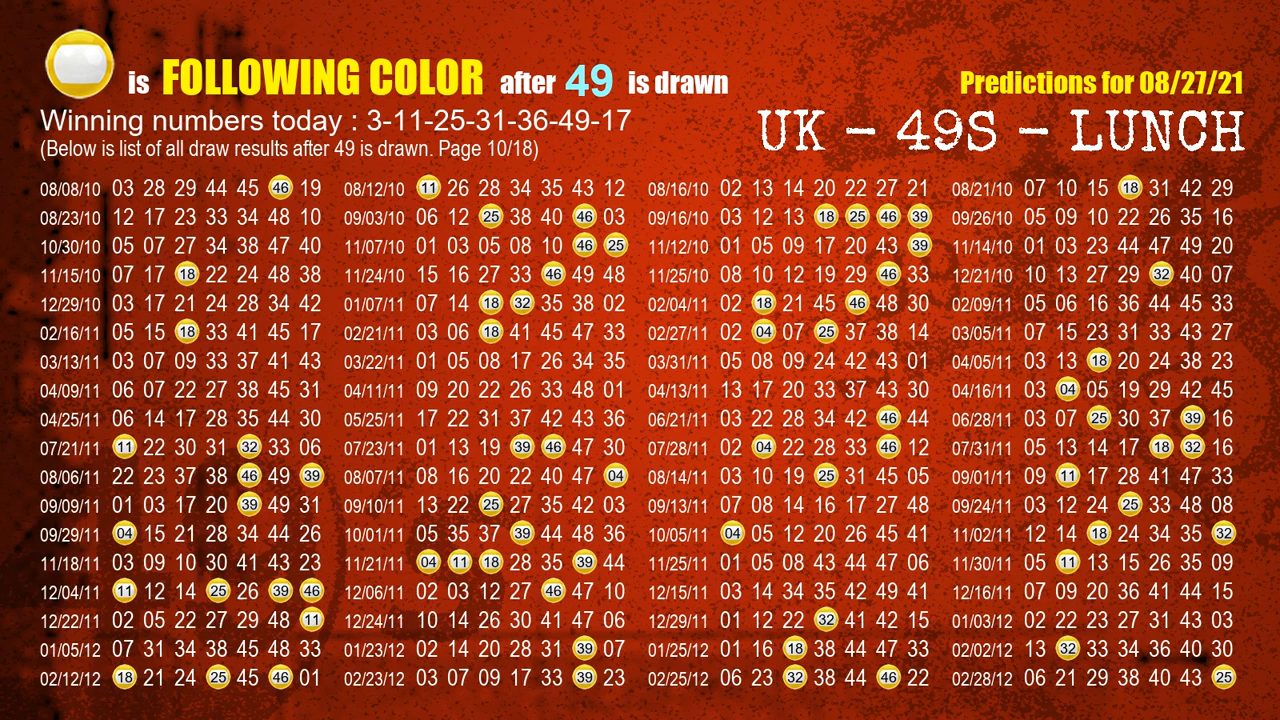 is FOLLOWING COLOR after 49 is drawn
Predictions for 08/27/21
Winning numbers today : 3-11-25-31-36-49-17
UK - 49S - LUNCH
(Below is list of all draw results after 49 is drawn. Page 10/18)
08/08/10 03 28 29 44 45 46 19 08/12/10 11 26 28 34 35 43 12 08/16/10 02 13 14 20 22 27 21 08/21/10 07 10 15 18 31 42 29
08/23/10 12 17 23 33 34 48 10 09/03/10 06 12 25 38 40 46 03 09/16/10 03 12 13 18 25 46 39 09/26/10 05 09 10 22 26 35 16
10/30/10 05 07 27 34 38 47 40 11/07/10 01 03 05 08 10 46 25 11/12/10 01 05 09 17 20 43 39 11/14/10 01 03 23 44 47 49 20
11/15/10 07 17 18 22 24 48 38 11/24/10 15 16 27 33 46 49 48 11/25/10 08 10 12 19 29 46 33 12/21/10 10 13 27 29 32 40 07
12/29/10 03 17 21 24 28 34 42 01/07/11 07 14 18 32 35 38 02 02/04/11 02 18 21 45 46 48 30 02/09/11 05 06 16 36 44 45 33
02/16/11 05 15 18 33 41 45 17 02/21/11 03 06 18 41 45 47 33 02/27/11 02 04 07 25 37 38 14 03/05/11 07 15 23 31 33 43 27
03/13/11 03 07 09 33 37 41 43 03/22/11 01 05 08 17 26 34 35 03/31/11 05 08 09 24 42 43 01 04/05/11 03 13 18 20 24 38 23
04/09/11 06 07 22 27 38 45 31 04/11/11 09 20 22 26 33 48 01 04/13/11 13 17 20 33 37 43 30 04/16/11 03 04 05 19 29 42 45
04/25/11 06 14 17 28 35 44 30 05/25/11 17 22 31 37 42 43 36 06/21/11 03 22 28 34 42 46 44 06/28/11 03 07 25 30 37 39 16
07/21/11 11 22 30 31 32 33 06 07/23/11 01 13 19 39 46 47 30 07/28/11 02 04 22 28 33 46 12 07/31/11 05 13 14 17 18 32 16
08/06/11 22 23 37 38 46 49 39 08/07/11 08 16 20 22 40 47 04 08/14/11 03 10 19 25 31 45 05 09/01/11 09 11 17 28 41 47 33
09/09/11 01 03 17 20 39 49 31 09/10/11 13 22 25 27 35 42 03 09/13/11 07 08 14 16 17 27 48 09/24/11 03 12 24 25 33 48 08
09/29/11 04 15 21 28 34 44 26 10/01/11 05 35 37 39 44 48 36 10/05/11 04 05 12 20 26 45 41 11/02/11 12 14 18 24 34 35 32
11/18/11 03 09 10 30 41 43 23 11/21/11 04 11 18 28 35 39 44 11/25/11 01 05 08 43 44 47 06 11/30/11 05 11 13 15 26 35 09
12/04/11 11 12 14 25 26 39 46 12/06/11 02 03 12 27 46 47 10 12/15/11 03 14 34 35 42 49 41 12/16/11 07 09 20 36 41 44 15
12/22/11 02 05 22 27 29 48 11 12/24/11 10 14 26 30 41 47 06 12/29/11 01 12 22 32 41 42 15 01/03/12 02 22 23 27 31 43 03
01/05/12 07 31 34 38 45 48 33 01/23/12 02 14 20 28 31 39 07 01/25/12 01 16 18 38 44 47 33 02/02/12 13 32 33 34 36 40 30
02/12/12 18 21 24 25 45 46 01 02/23/12 03 07 09 17 33 39 23 02/25/12 06 23 32 38 44 46 22 02/28/12 06 21 29 38 40 43 25